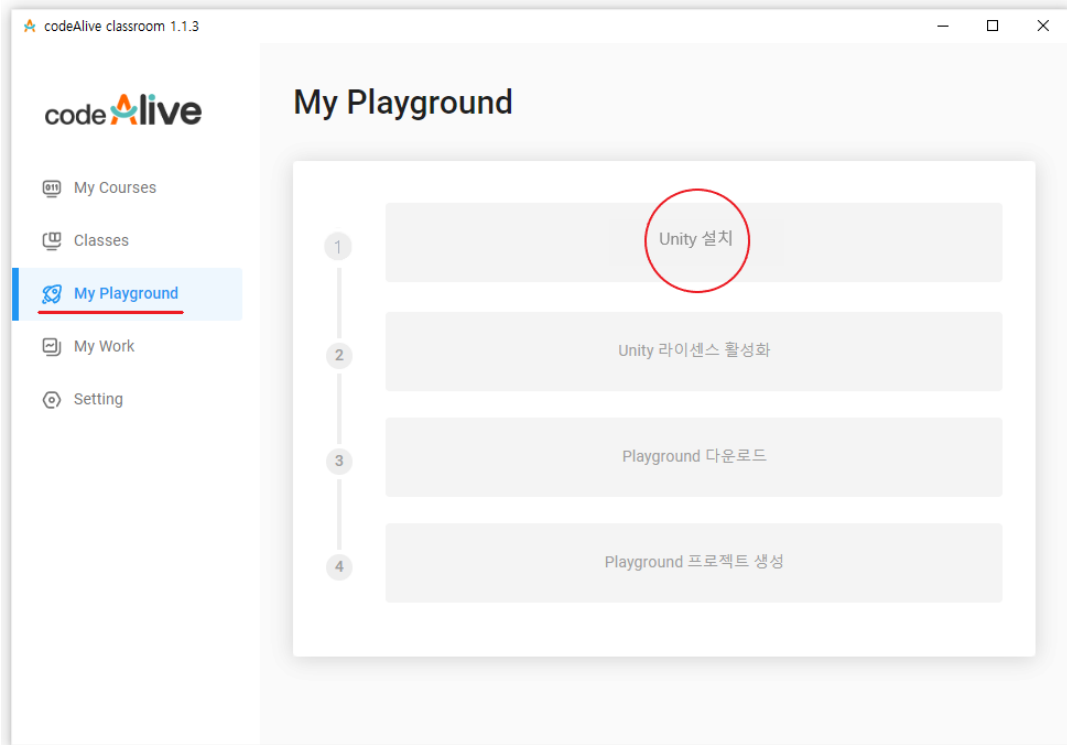 codeAlive classroom 1.1.3
codeAlive
My Courses
Classes
My Playground
My Work
Setting
My Playground
1
Unity 설치
2
Unity 라이센스 활성화
3
Playground 다운로드
4
Playground 프로젝트 생성